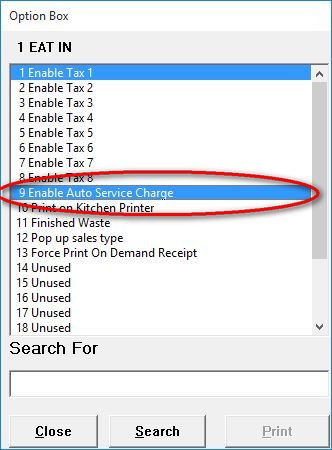 Option Box
1 EAT IN
1 Enable Tax 1
2 Enable Tax 2
3 Enable Tax 3
4 Enable Tax 4
5 Enable Tax 5
6 Enable Tax 6
7 Enable Tax 7
8 Enable Tax 8
9 Enable Auto Service Charge
10 Print on Kitchen Printer
11 Finished Waste
12 Pop up sales type
13 Force Print On Demand Receipt
14 Unused
15 Unused
16 Unused
17 Unused
18 Unused
Search For
Close
Search
Print